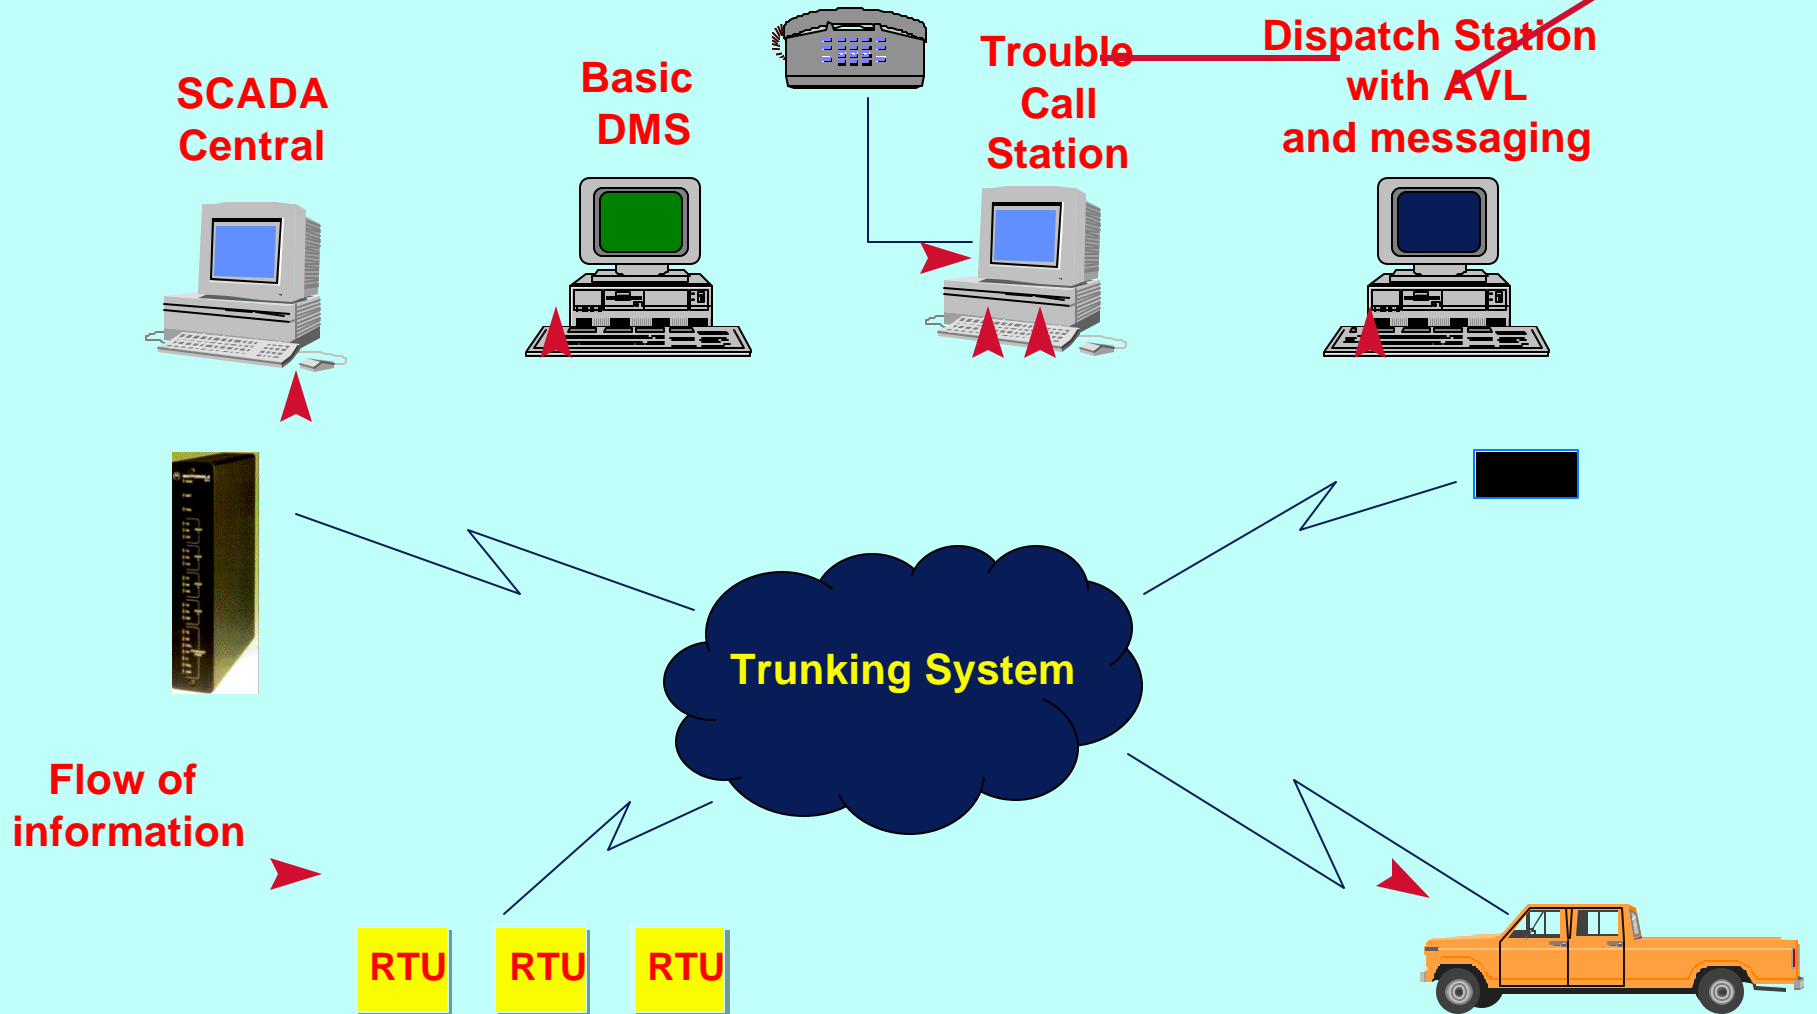 SCADA
Central
Basic
DMS
Trouble
Call
Station
Dispatch Station
with AVL
and messaging
MOTOROLA
Trunking System
Flow of
information
RTU
RTU
RTU